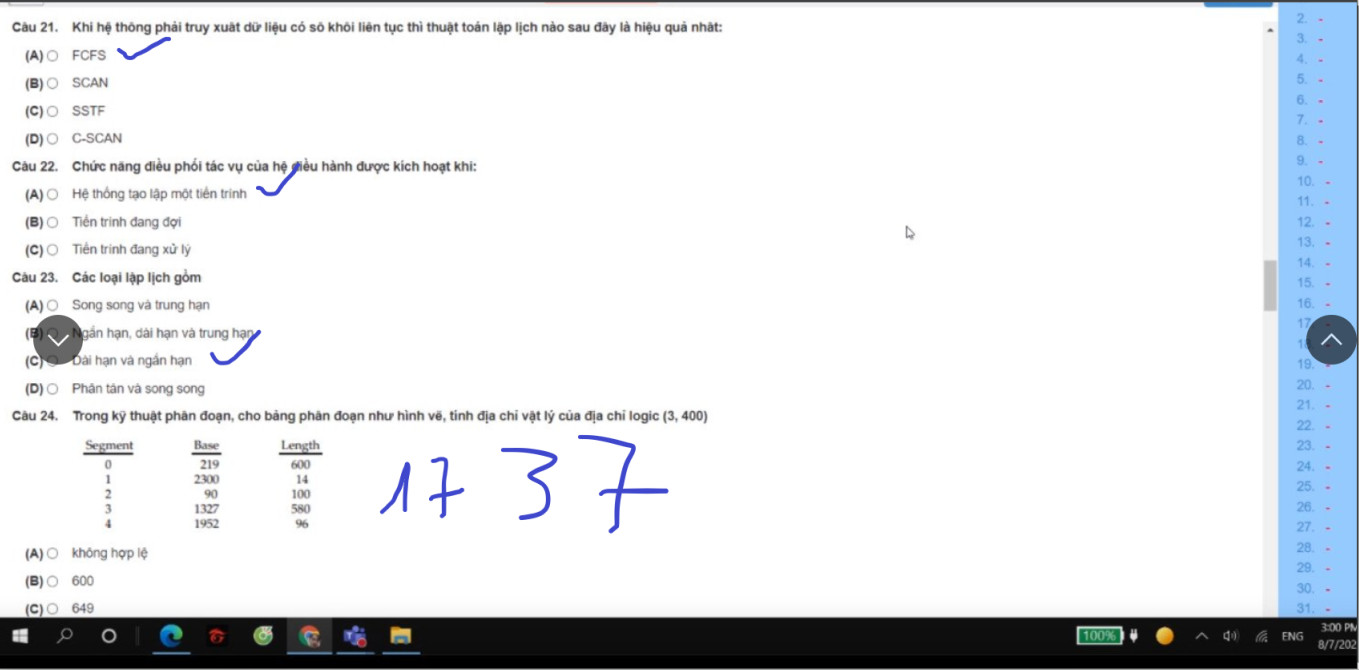 Câu 21. Khi hệ thống phải truy xuất dữ liệu có số khối liên tục thì thuật toán lập lịch nào sau đây là hiệu quả nhất:
(A) FCFS
(B) SCAN
(C) SSTF
(D) C-SCAN
Câu 22. Chức năng điều phối tác vụ của hệ điều hành được kích hoạt khi:
(A) Hệ thống tạo lập một tiến trình
(B) Tiến trình đang đợi
(C) Tiến trình đang xử lý
Câu 23. Các loại lập lịch gồm
(A) Song song và trung hạn
(B) Ngắn hạn, dài hạn và trung hạn
(C) Dài hạn và ngắn hạn
(D) Phân tán và song song
Câu 24. Trong kỹ thuật phân đoạn, cho bảng phân đoạn như hình vẽ, tính địa chỉ vật lý của địa chỉ logic (3, 400)
Segment Base Length
0 219 600
1 2300 14
2 90 100
3 1327 580
4 1952 96
1737
(A) không hợp lệ
(B) 600
(C) 649
2. -
3. -
4. -
5. -
6. -
7. -
8. -
9. -
10. -
11. -
12. -
13. -
14. -
15. -
16. -
17
19. -
20. -
21. -
22. -
23. -
24. -
25. -
26. -
27. -
28. -
29. -
30. -
31. -
100%
ENG
3:00 PM
8/7/202